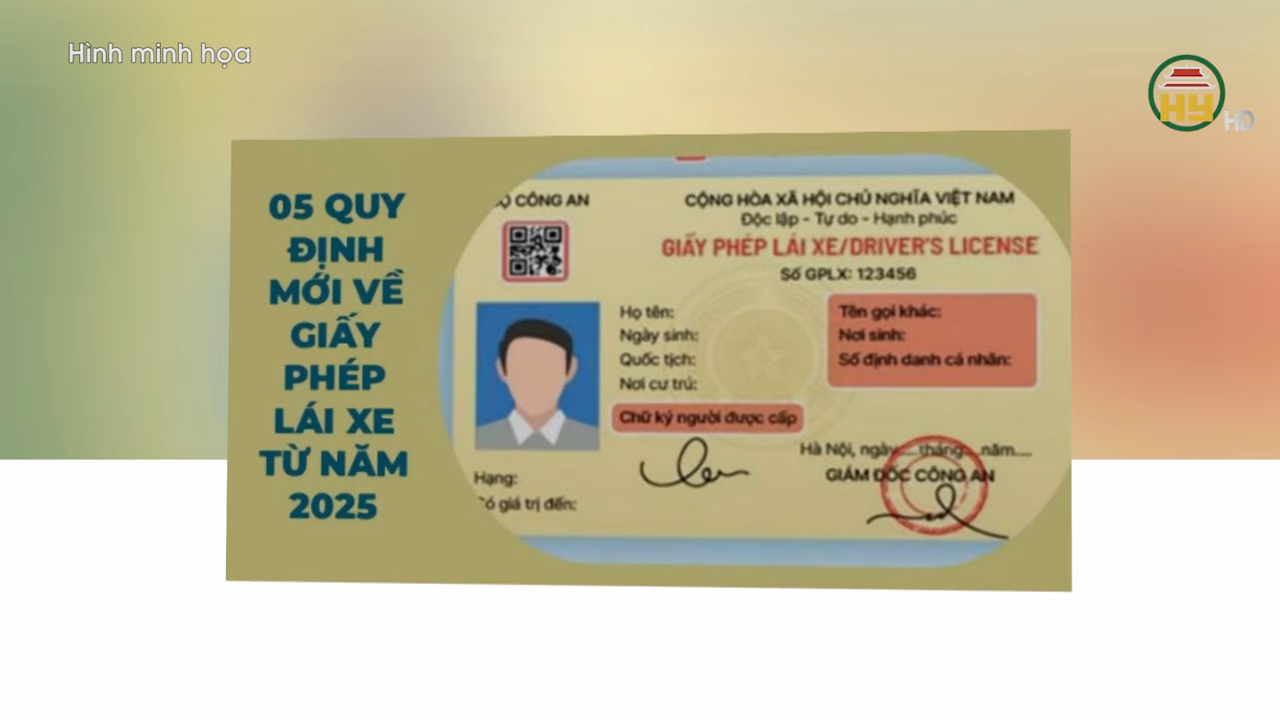 Hình minh họa
HY
HD
05 QUY
ĐỊNH
MỚI VỀ
GIẤY
PHÉP
LÁI XE
TỪ NĂM
2025
CÔNG AN
CỘNG HÒA XÃ HỘI CHỦ NGHĨA VIỆT NAM
Độc lập - Tự do - Hạnh phúc
GIẤY PHÉP LÁI XE/DRIVER'S LICENSE
Số GPLX: 123456
Họ tên:
Ngày sinh:
Quốc tịch:
Nơi cư trú:
Tên gọi khác:
Nơi sinh:
Số định danh cá nhân:
Chữ ký người được cấp
Hà Nội, ngày....tháng....năm....
GIÁM ĐỐC CÔNG AN
Hạng:
Có giá trị đến: